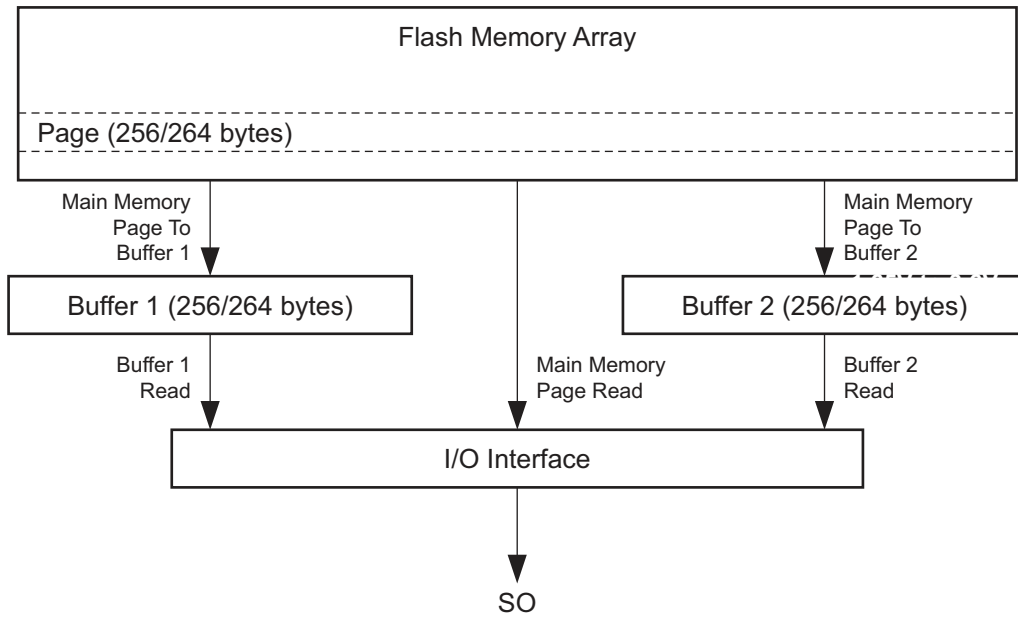 Flash Memory Array
Page (256/264 bytes)
Main Memory
Page To
Buffer 1
Main Memory
Page To
Buffer 2
Buffer 1 (256/264 bytes)
Buffer 2 (256/264 bytes)
Buffer 1
Read
Main Memory
Page Read
Buffer 2
Read
I/O Interface
SO